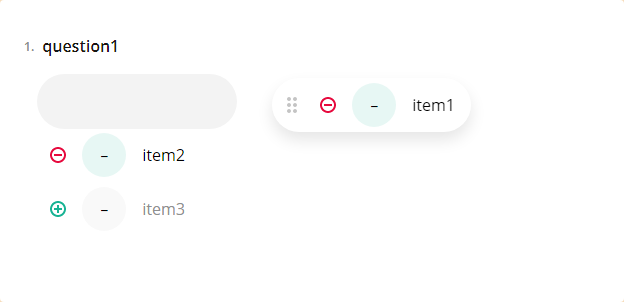 1. question1
– item1
– item2
– item3